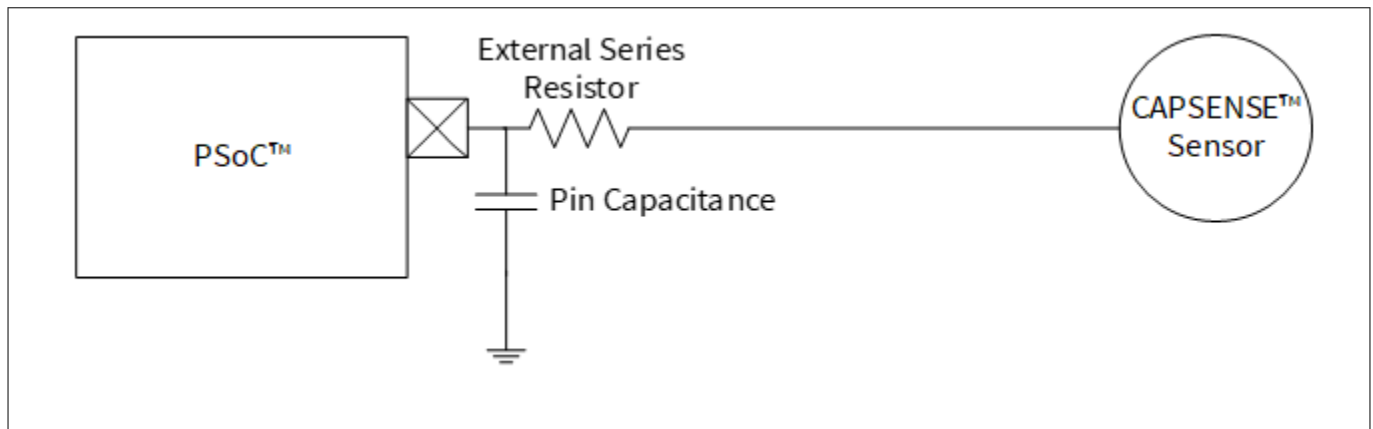 External Series
Resistor
PSoC™
CAPSENSE™
Sensor
Pin Capacitance